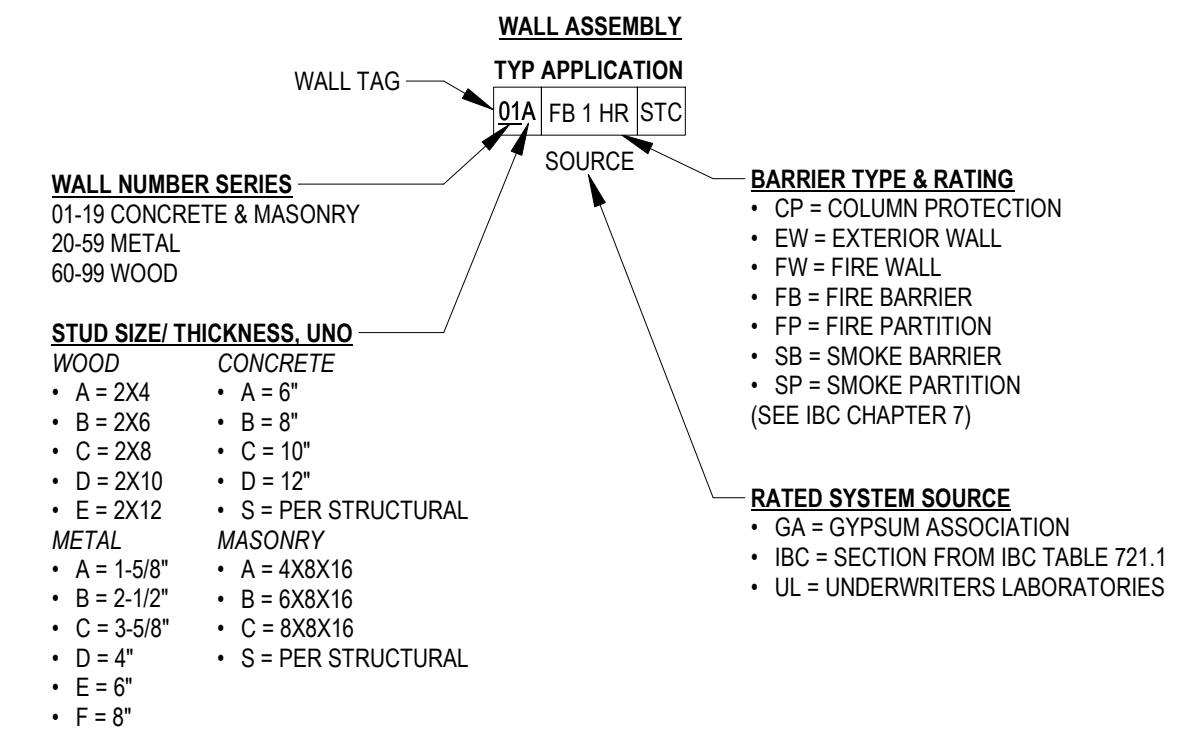 WALL ASSEMBLY
TYP APPLICATION
WALL TAG
01A FB 1 HR STC
SOURCE
WALL NUMBER SERIES
01-19 CONCRETE & MASONRY
20-59 METAL
60-99 WOOD
STUD SIZE/ THICKNESS, UNO
WOOD
• A = 2X4
• B = 2X6
• C = 2X8
• D = 2X10
• E = 2X12
CONCRETE
• A = 6"
• B = 8"
• C = 10"
• D = 12"
• S = PER STRUCTURAL
METAL
• A = 1-5/8"
• B = 2-1/2"
• C = 3-5/8"
• D = 4"
• E = 6"
• F = 8"
MASONRY
• A = 4X8X16
• B = 6X8X16
• C = 8X8X16
• S = PER STRUCTURAL
BARRIER TYPE & RATING
• CP = COLUMN PROTECTION
• EW = EXTERIOR WALL
• FW = FIRE WALL
• FB = FIRE BARRIER
• FP = FIRE PARTITION
• SB = SMOKE BARRIER
• SP = SMOKE PARTITION
(SEE IBC CHAPTER 7)
RATED SYSTEM SOURCE
• GA = GYPSUM ASSOCIATION
• IBC = SECTION FROM IBC TABLE 721.1
• UL = UNDERWRITERS LABORATORIES